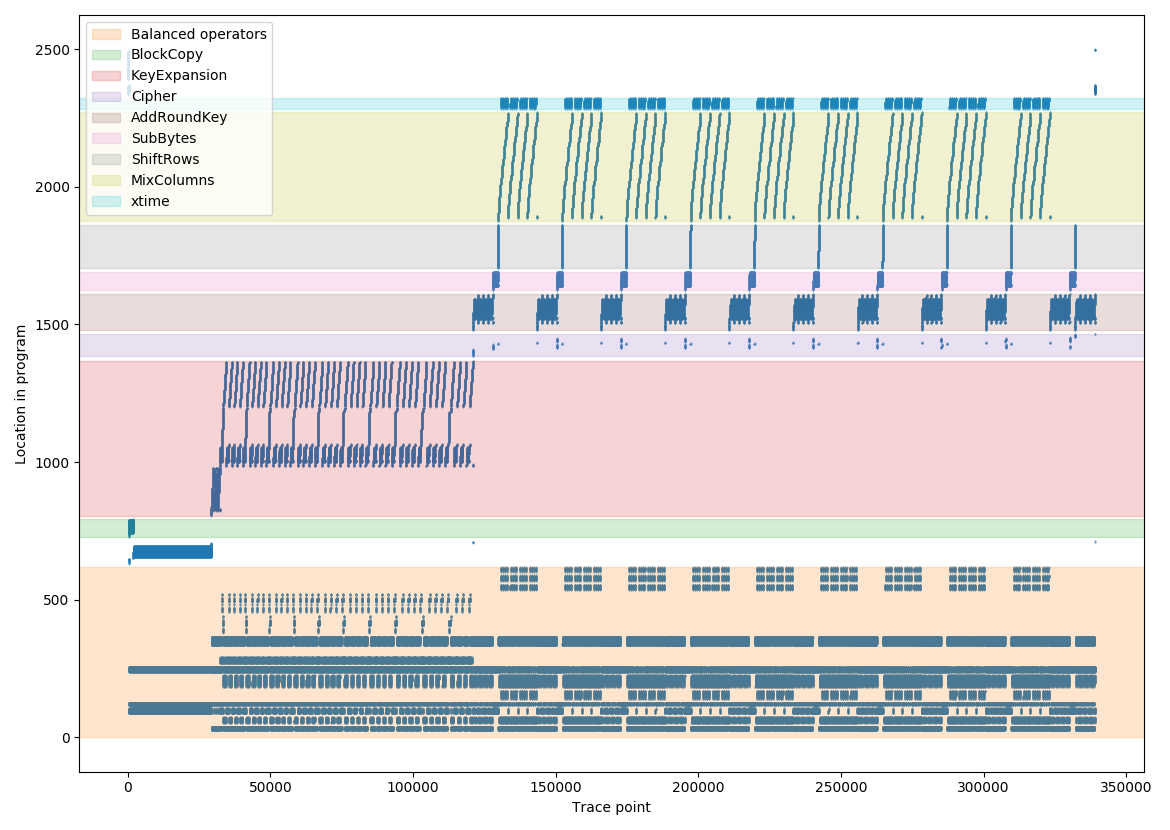 2500
2000
1500
1000
500
0
Location in program
Balanced operators
BlockCopy
KeyExpansion
Cipher
AddRoundKey
SubBytes
ShiftRows
MixColumns
xtime
0
50000
100000
150000
200000
250000
300000
350000
Trace point